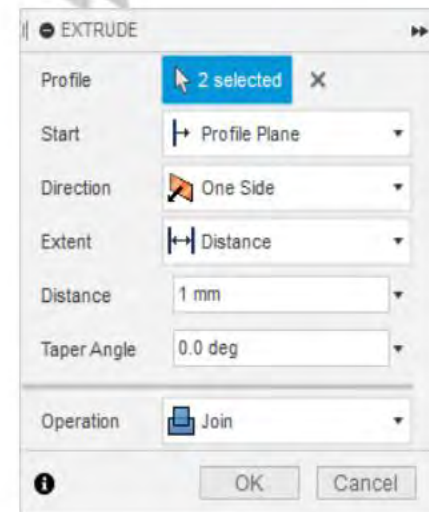 EXTRUDE
Profile 2 selected
Start Profile Plane
Direction One Side
Extent Distance
Distance 1 mm
Taper Angle 0.0 deg
Operation Join
OK Cancel